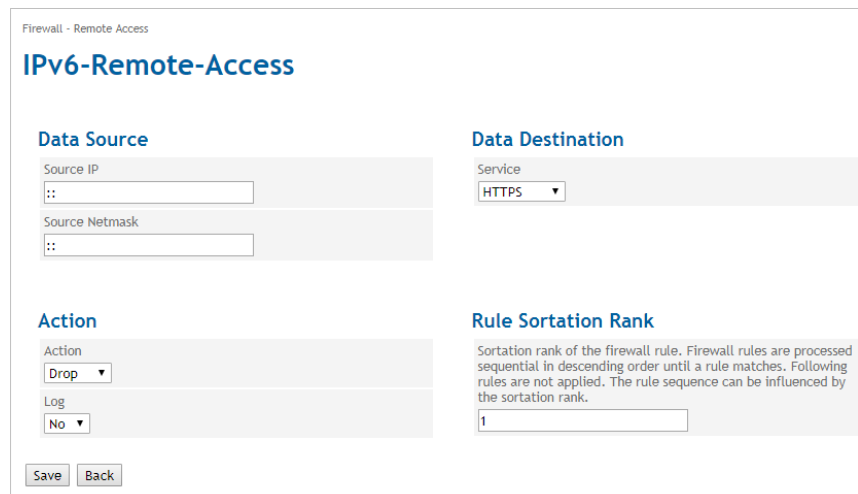 Firewall - Remote Access
IPv6-Remote-Access
Data Source
Source IP
::
Source Netmask
::
Data Destination
Service
HTTPS
Action
Action
Drop
Log
No
Rule Sortation Rank
Sortation rank of the firewall rule. Firewall rules are processed
sequential in descending order until a rule matches. Following
rules are not applied. The rule sequence can be influenced by
the sortation rank.
1
Save Back